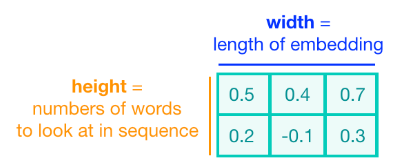 width =
length of embedding
height =
numbers of words
to look at in sequence
0.5 0.4 0.7
0.2 -0.1 0.3